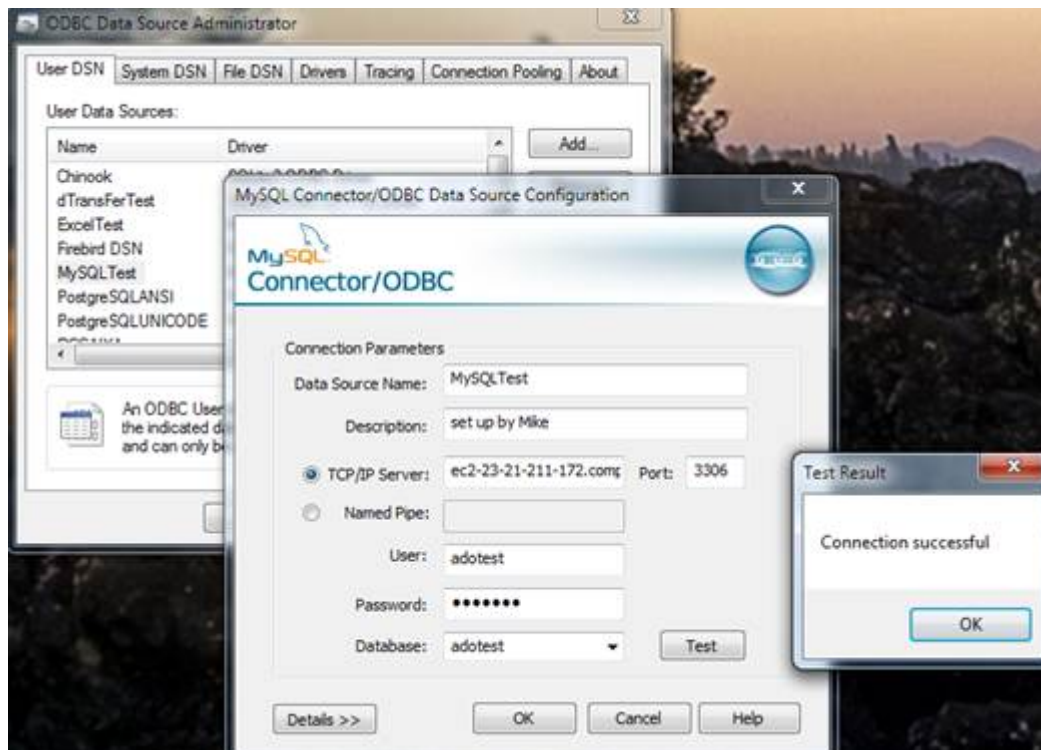 ODBC Data Source Administrator
User DSN System DSN File DSN Drivers Tracing Connection Pooling About
User Data Sources:
Name Driver
Add...
Chinook
dTransFerTest
ExcelTest
Firebird DSN
MySQLTest
PostgreSQLANSI
PostgreSQLUNICODE
An ODBC User
the indicated
and can only
MySQL Connector/ODBC Data Source Configuration
MySQL
Connector/ODBC
Connection Parameters
Data Source Name: MySQLTest
Description: set up by Mike
TCP/IP Server: ec2-23-21-211-172.comp Port: 3306
Named Pipe:
User: adotest
Password: •••••••
Database: adotest Test
Details >> OK Cancel Help
Test Result
Connection successful
OK